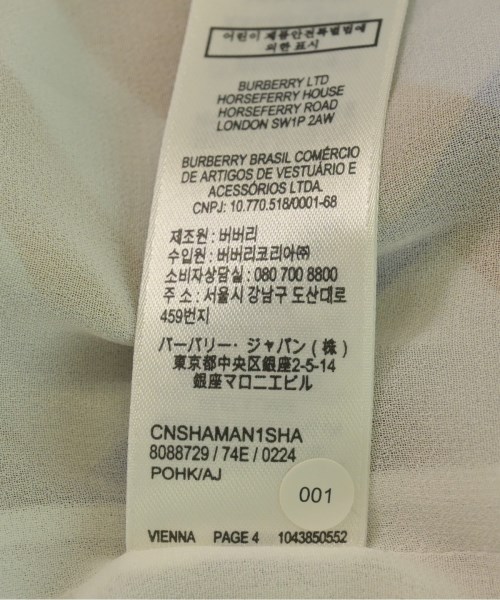 어린이 제품안전특별법에
의한 표시
BURBERRY LTD
HORSEFERRY HOUSE
HORSEFERRY ROAD
LONDON SW1P 2AW
BURBERRY BRASIL COMÉRCIO
DE ARTIGOS DE VESTUÁRIO E
ACESSÓRIOS LTDA.
CNPJ: 10.770.518/0001-68
제조원 : 버버리
수입원 : 버버리코리아㈜
소비자상담실 : 080 700 8800
주 소 : 서울시 강남구 도산대로
459번지
バーバリー・ジャパン ( 株 )
東京都中央区銀座2-5-14
銀座マロニエビル
CNSHAMAN1SHA
8088729 / 74E / 0224
POHK/AJ
001
VIENNA PAGE 4 1043850552